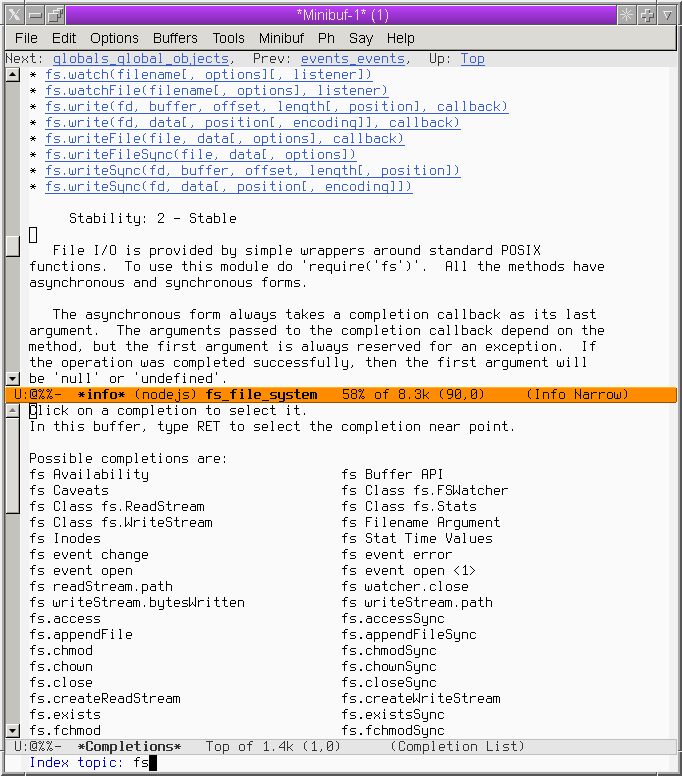 *Minibuf-1* (1)
File Edit Options Buffers Tools Minibuf Ph Say Help
Next: globals_global_objects,  Prev: events_events,  Up: Top
* fs.watch(filename[, options][, listener])
* fs.watchFile(filename[, options], listener)
* fs.write(fd, buffer, offset, length[, position], callback)
* fs.write(fd, data[, position[, encoding]], callback)
* fs.writeFile(file, data[, options], callback)
* fs.writeFileSync(file, data[, options])
* fs.writeSync(fd, buffer, offset, length[, position])
* fs.writeSync(fd, data[, position[, encoding]])
Stability: 2 - Stable
File I/O is provided by simple wrappers around standard POSIX
functions.  To use this module do 'require('fs')'.  All the methods have
asynchronous and synchronous forms.
The asynchronous form always takes a completion callback as its last
argument.  The arguments passed to the completion callback depend on the
method, but the first argument is always reserved for an exception.  If
the operation was completed successfully, then the first argument will
be 'null' or 'undefined'.
U:@%%-  *info* (nodejs) fs_file_system   58% of 8.3k (90,0)     (Info Narrow)
Click on a completion to select it.
In this buffer, type RET to select the completion near point.
Possible completions are:
fs Availability fs Buffer API
fs Caveats fs Class fs.FSWatcher
fs Class fs.ReadStream fs Class fs.Stats
fs Class fs.WriteStream fs Filename Argument
fs Inodes fs Stat Time Values
fs event change fs event error
fs event open fs event open <1>
fs readStream.path fs watcher.close
fs writeStream.bytesWritten fs writeStream.path
fs.access fs.accessSync
fs.appendFile fs.appendFileSync
fs.chmod fs.chmodSync
fs.chown fs.chownSync
fs.close fs.closeSync
fs.createReadStream fs.createWriteStream
fs.exists fs.existsSync
fs.fchmod fs.fchmodSync
U:@%%-  *Completions*   Top of 1.4k (1,0)      (Completion List)
Index topic: fs